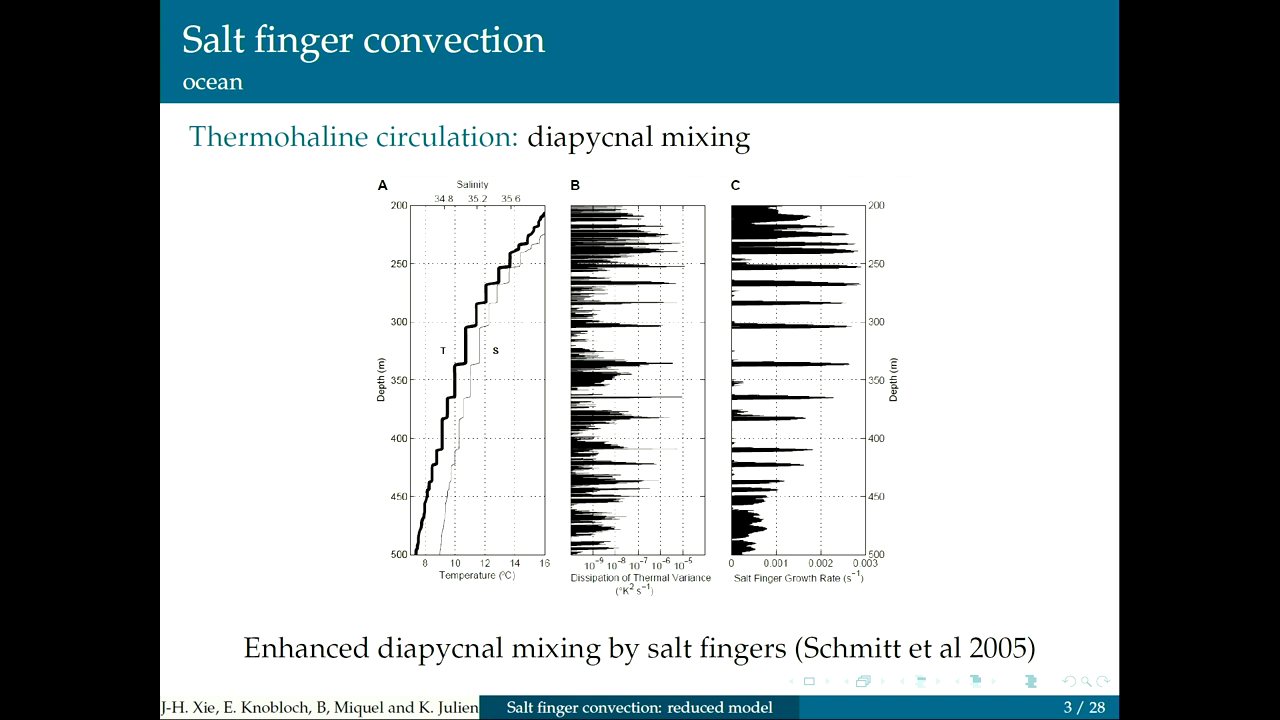 Salt finger convection
ocean
Thermohaline circulation: diapycnal mixing
A
Salinity
34.8 35.2 35.6
200
250
300
350
400
450
500
Depth (m)
T
S
8 10 12 14 16
Temperature (°C)
B
10⁻⁹ 10⁻⁸ 10⁻⁷ 10⁻⁶ 10⁻⁵
Dissipation of Thermal Variance
(°K² s⁻¹)
C
200
250
300
350
400
450
500
Depth (m)
0 0.001 0.002 0.003
Salt Finger Growth Rate (s⁻¹)
Enhanced diapycnal mixing by salt fingers (Schmitt et al 2005)
J-H. Xie, E. Knobloch, B, Miquel and K. Julien
Salt finger convection: reduced model
3 / 28